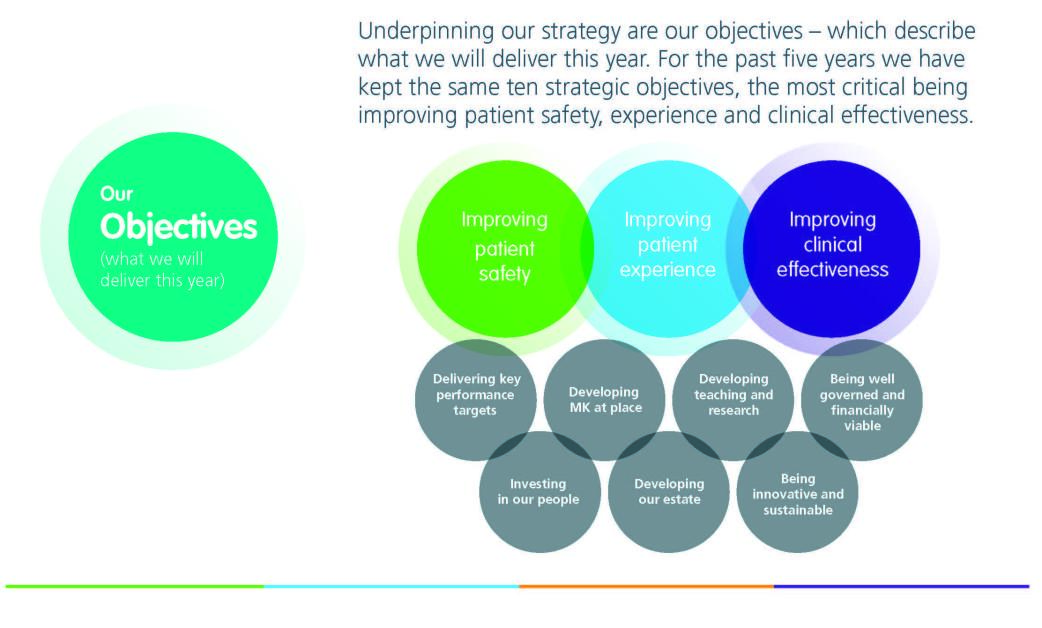 Underpinning our strategy are our objectives – which describe
what we will deliver this year. For the past five years we have
kept the same ten strategic objectives, the most critical being
improving patient safety, experience and clinical effectiveness.
Our
Objectives
(what we will
deliver this year)
Improving
patient
safety
Improving
patient
experience
Improving
clinical
effectiveness
Delivering key
performance
targets
Developing
MK at place
Developing
teaching and
research
Being well
governed and
financially
viable
Investing
in our people
Developing
our estate
Being
innovative and
sustainable